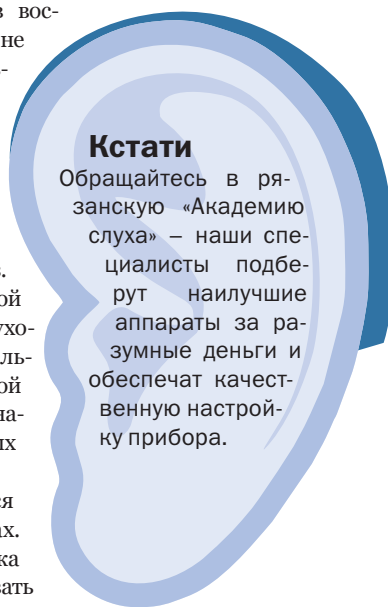 в вос-
не
Кстати
Обращайтесь в ря-
занскую «Академию
слуха» – наши спе-
циалисты подбе-
рут наилучшие
аппараты за ра-
зумные деньги и
обеспечат качест-
венную настрой-
ку прибора.
ой
ухо-
ль-
ой
на-
ых
ся
ах.
ка
вать